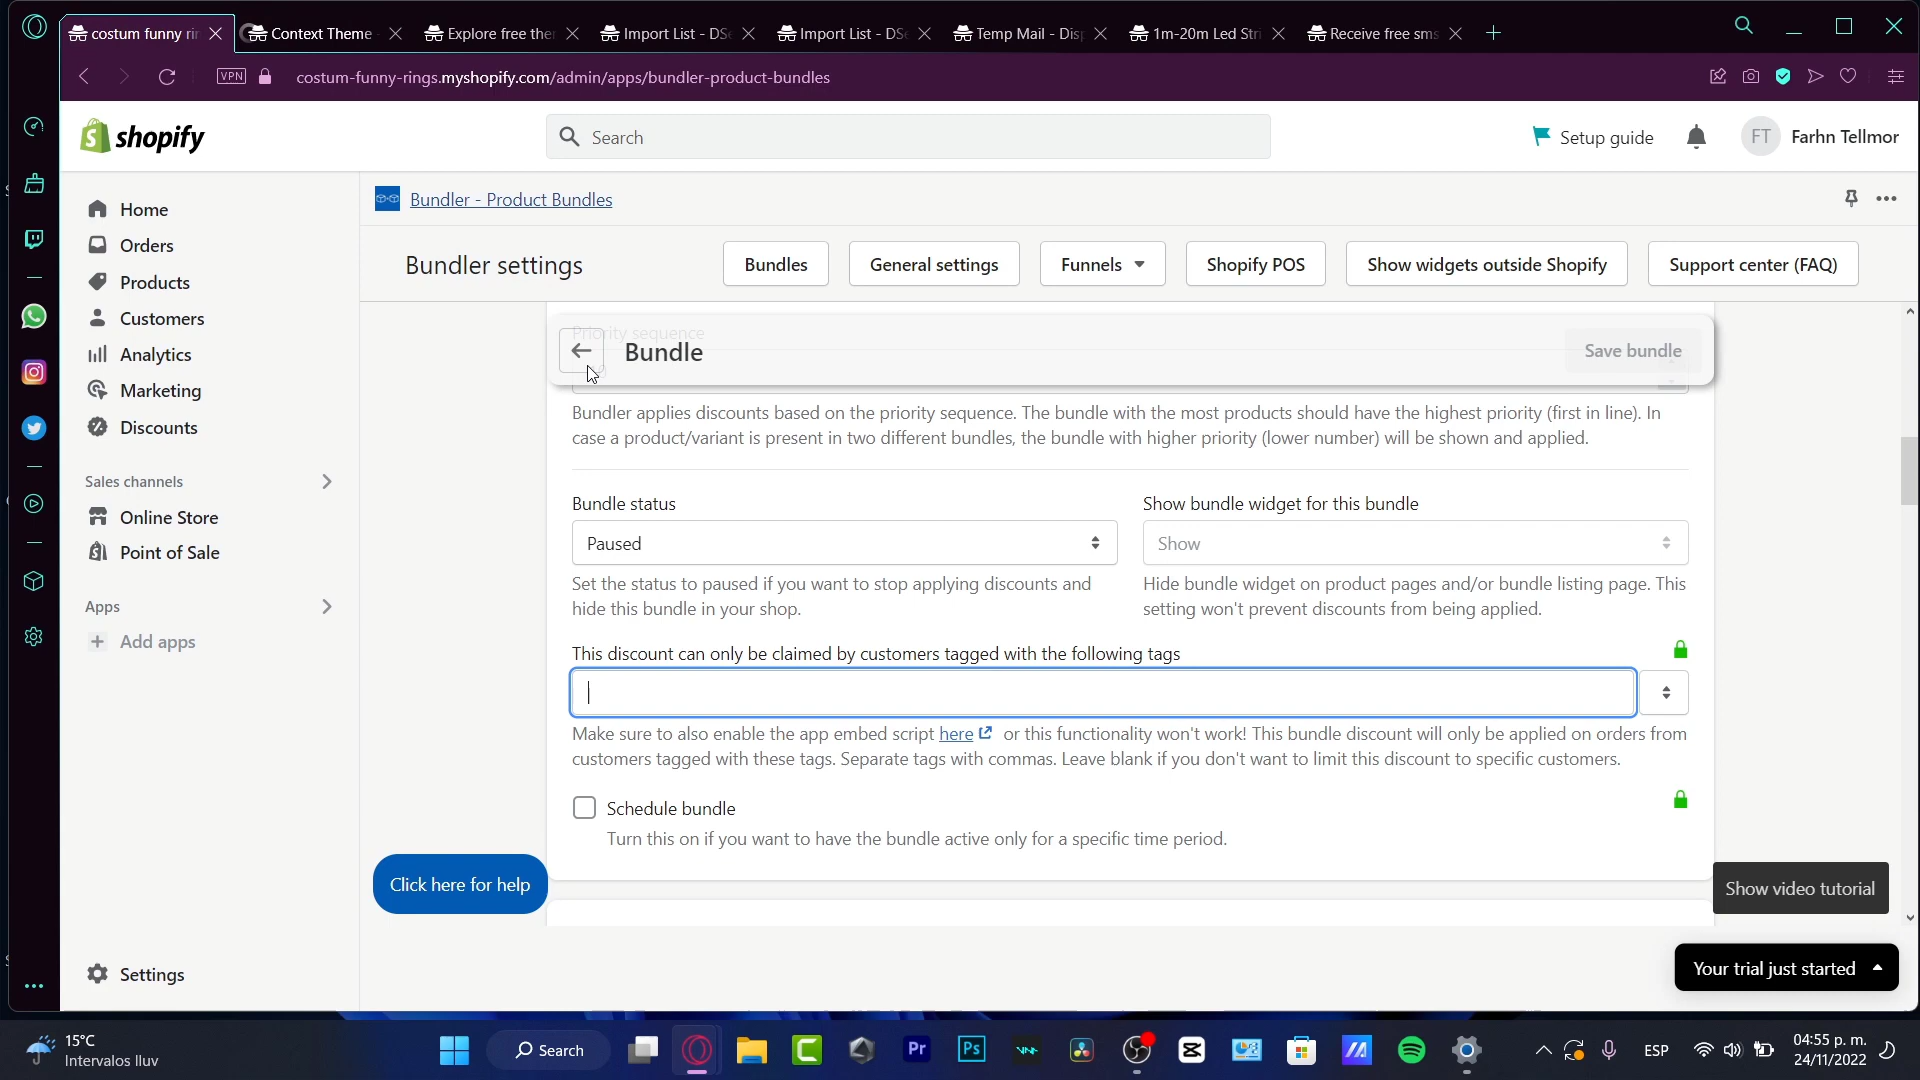 costum funny rin
Context Theme
Explore free the
Import List - DSe
Import List - DSe
Temp Mail - Disp
1m-20m Led Stri
Receive free sms
VPN
costum-funny-rings.myshopify.com/admin/apps/bundler-product-bundles
shopify
Search
Setup guide
FT
Farhn Tellmor
Home
Orders
Products
Customers
Analytics
Marketing
Discounts
Sales channels
Online Store
Point of Sale
Apps
Add apps
Settings
Bundler - Product Bundles
Bundler settings
Bundles
General settings
Funnels
Shopify POS
Show widgets outside Shopify
Support center (FAQ)
Priority sequence
Bundle
Save bundle
Bundler applies discounts based on the priority sequence. The bundle with the most products should have the highest priority (first in line). In
case a product/variant is present in two different bundles, the bundle with higher priority (lower number) will be shown and applied.
Bundle status
Show bundle widget for this bundle
Paused
Show
Set the status to paused if you want to stop applying discounts and
hide this bundle in your shop.
Hide bundle widget on product pages and/or bundle listing page. This
setting won't prevent discounts from being applied.
This discount can only be claimed by customers tagged with the following tags
Make sure to also enable the app embed script here or this functionality won't work! This bundle discount will only be applied on orders from
customers tagged with these tags. Separate tags with commas. Leave blank if you don't want to limit this discount to specific customers.
Schedule bundle
Turn this on if you want to have the bundle active only for a specific time period.
Click here for help
Show video tutorial
Your trial just started
15°C
Intervalos lluv
Search
Pr
Ps
ESP
04:55 p. m.
24/11/2022